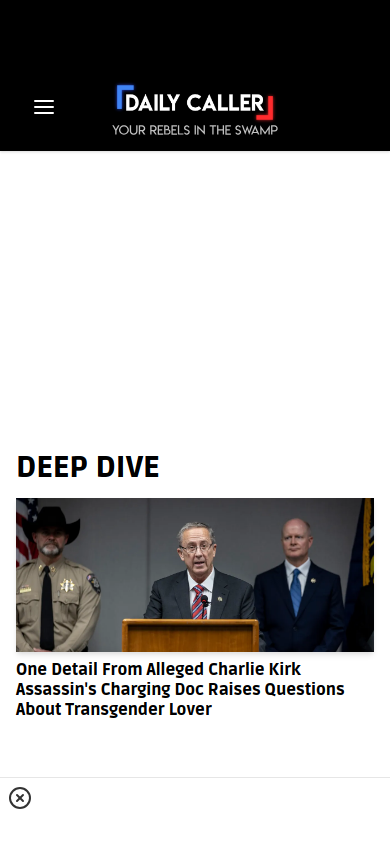 DAILY CALLER
YOUR REBELS IN THE SWAMP
DEEP DIVE
One Detail From Alleged Charlie Kirk
Assassin's Charging Doc Raises Questions
About Transgender Lover